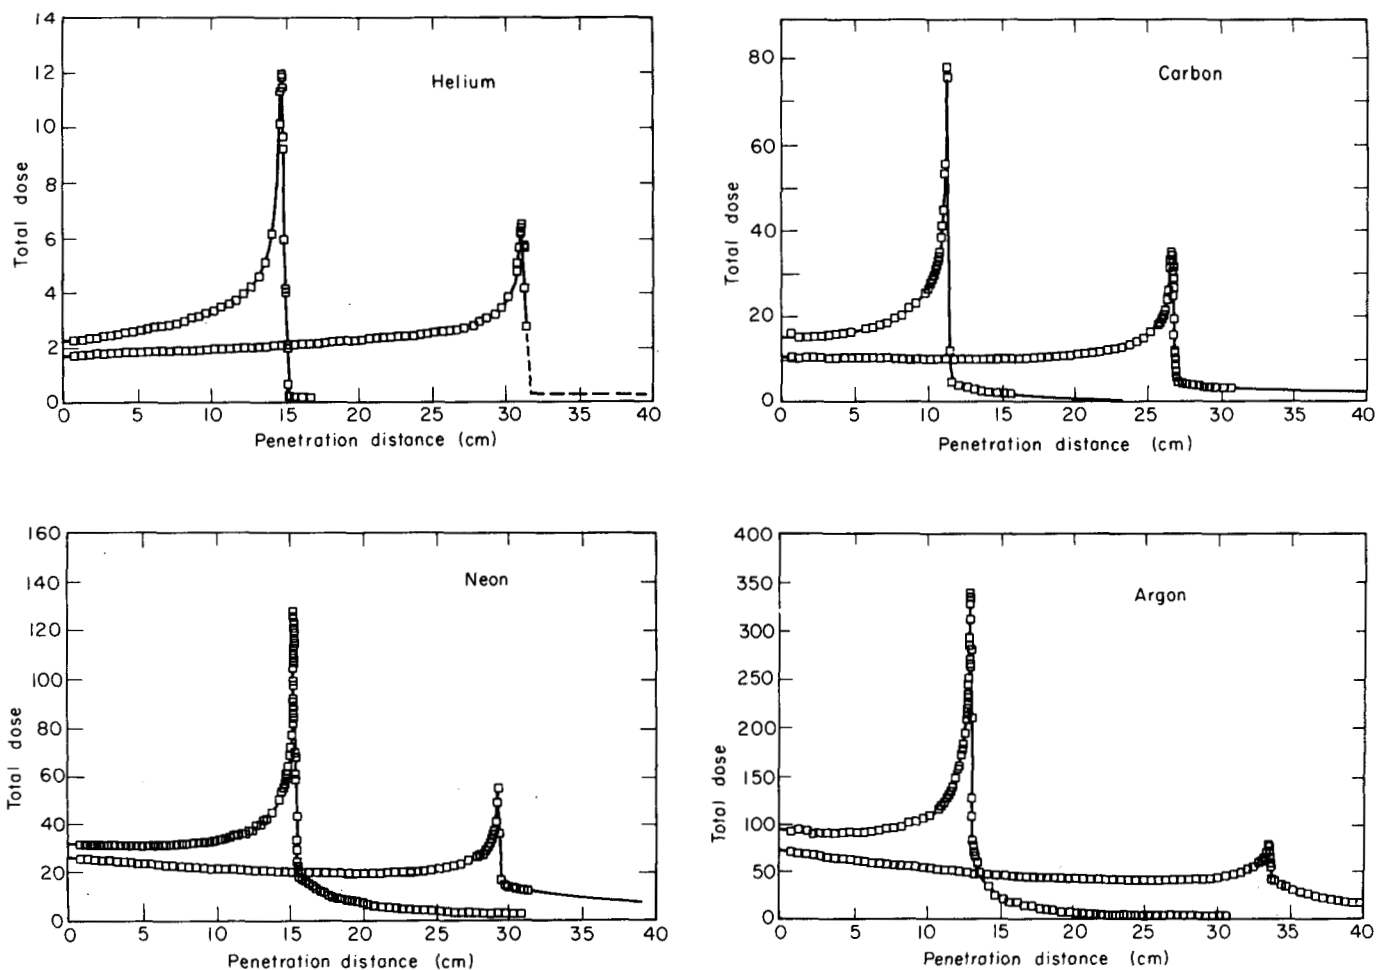 14
12
10
8
6
4
2
0
Total dose
Helium
0 5 10 15 20 25 30 35 40
Penetration distance (cm)
80
60
40
20
0
Total dose
Carbon
0 5 10 15 20 25 30 35 40
Penetration distance (cm)
160
140
120
100
80
60
40
20
0
Total dose
Neon
0 5 10 15 20 25 30 35 40
Penetration distance (cm)
400
350
300
250
200
150
100
50
0
Total dose
Argon
0 5 10 15 20 25 30 35 40
Penetration distance (cm)